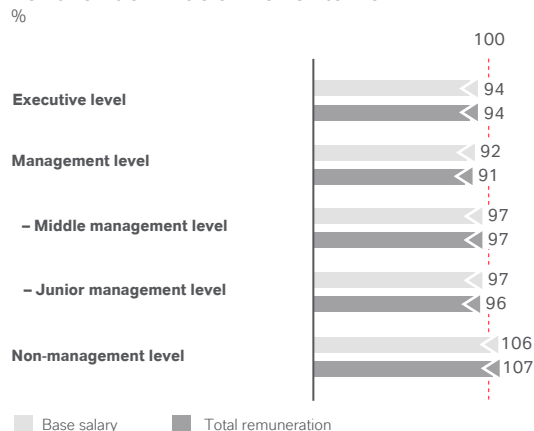 %
100
Executive level
94
94
Management level
92
91
– Middle management level
97
97
– Junior management level
97
96
Non-management level
106
107
Base salary
Total remuneration